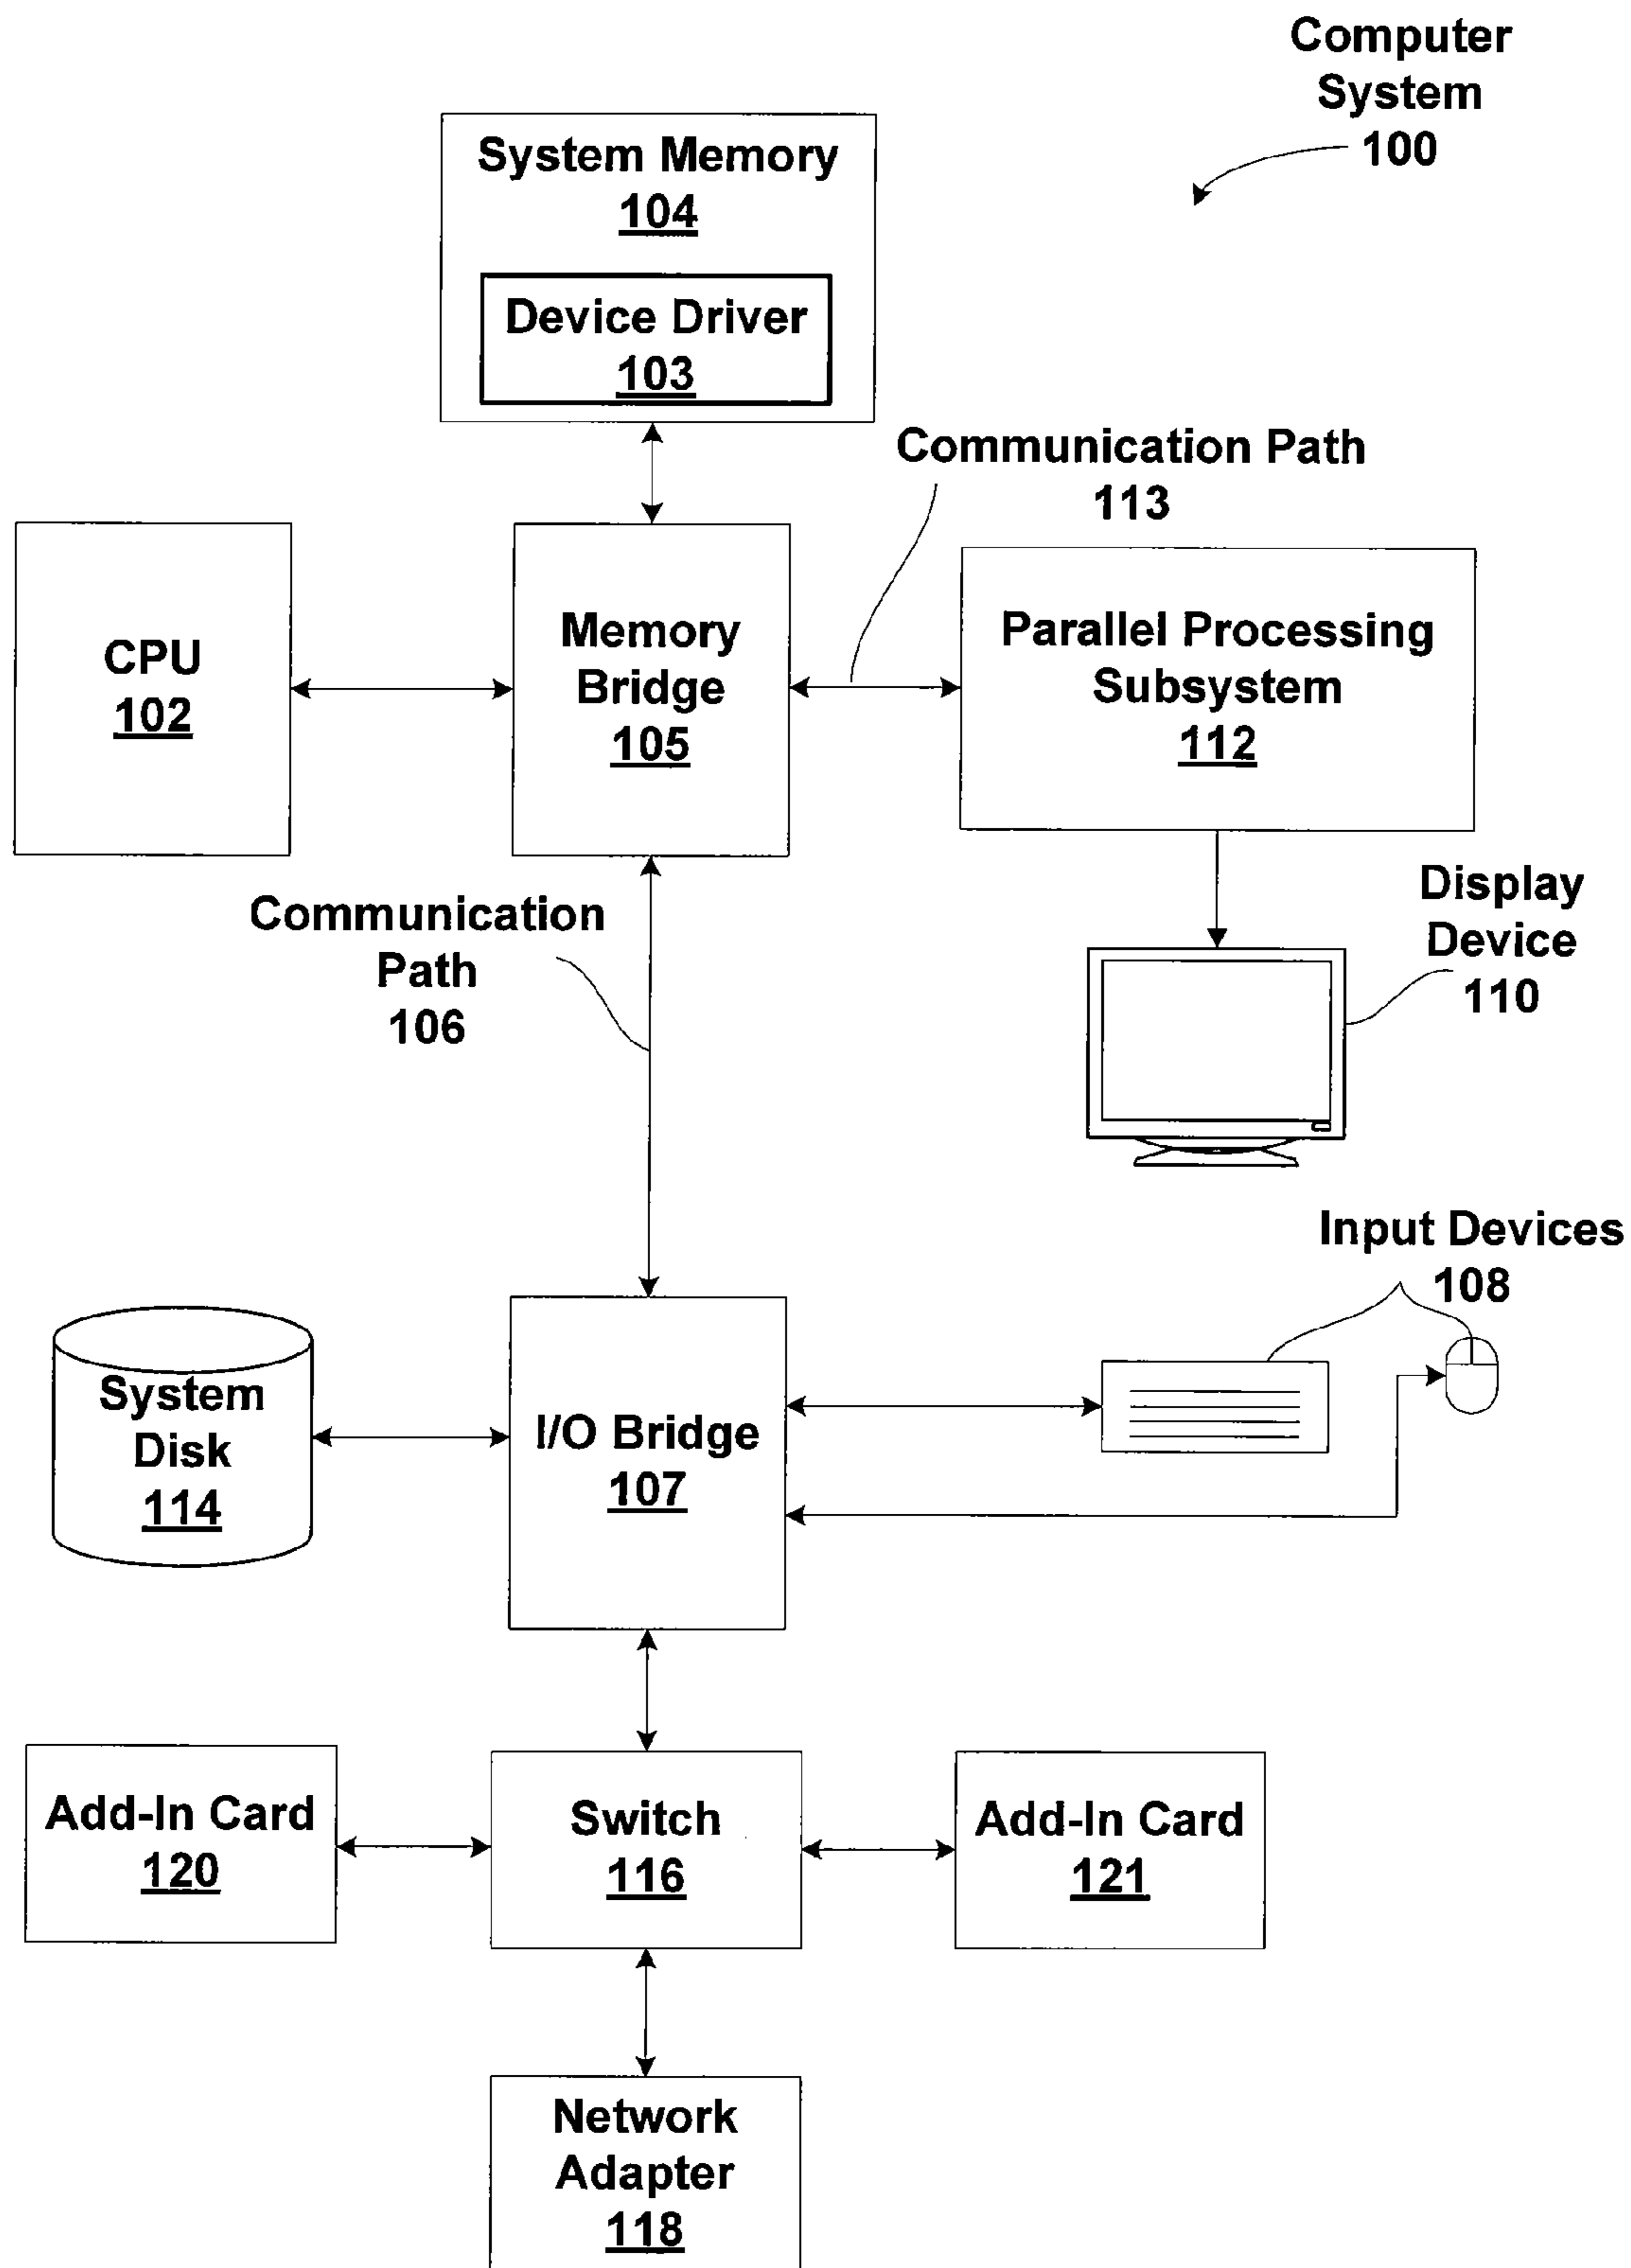 Computer
System
100
System Memory
104
Device Driver
103
Communication Path
113
CPU
102
Memory
Bridge
105
Parallel Processing
Subsystem
112
Communication
Path
106
Display
Device
110
Input Devices
108
System
Disk
114
I/O Bridge
107
Add-In Card
120
Switch
116
Add-In Card
121
Network
Adapter
118